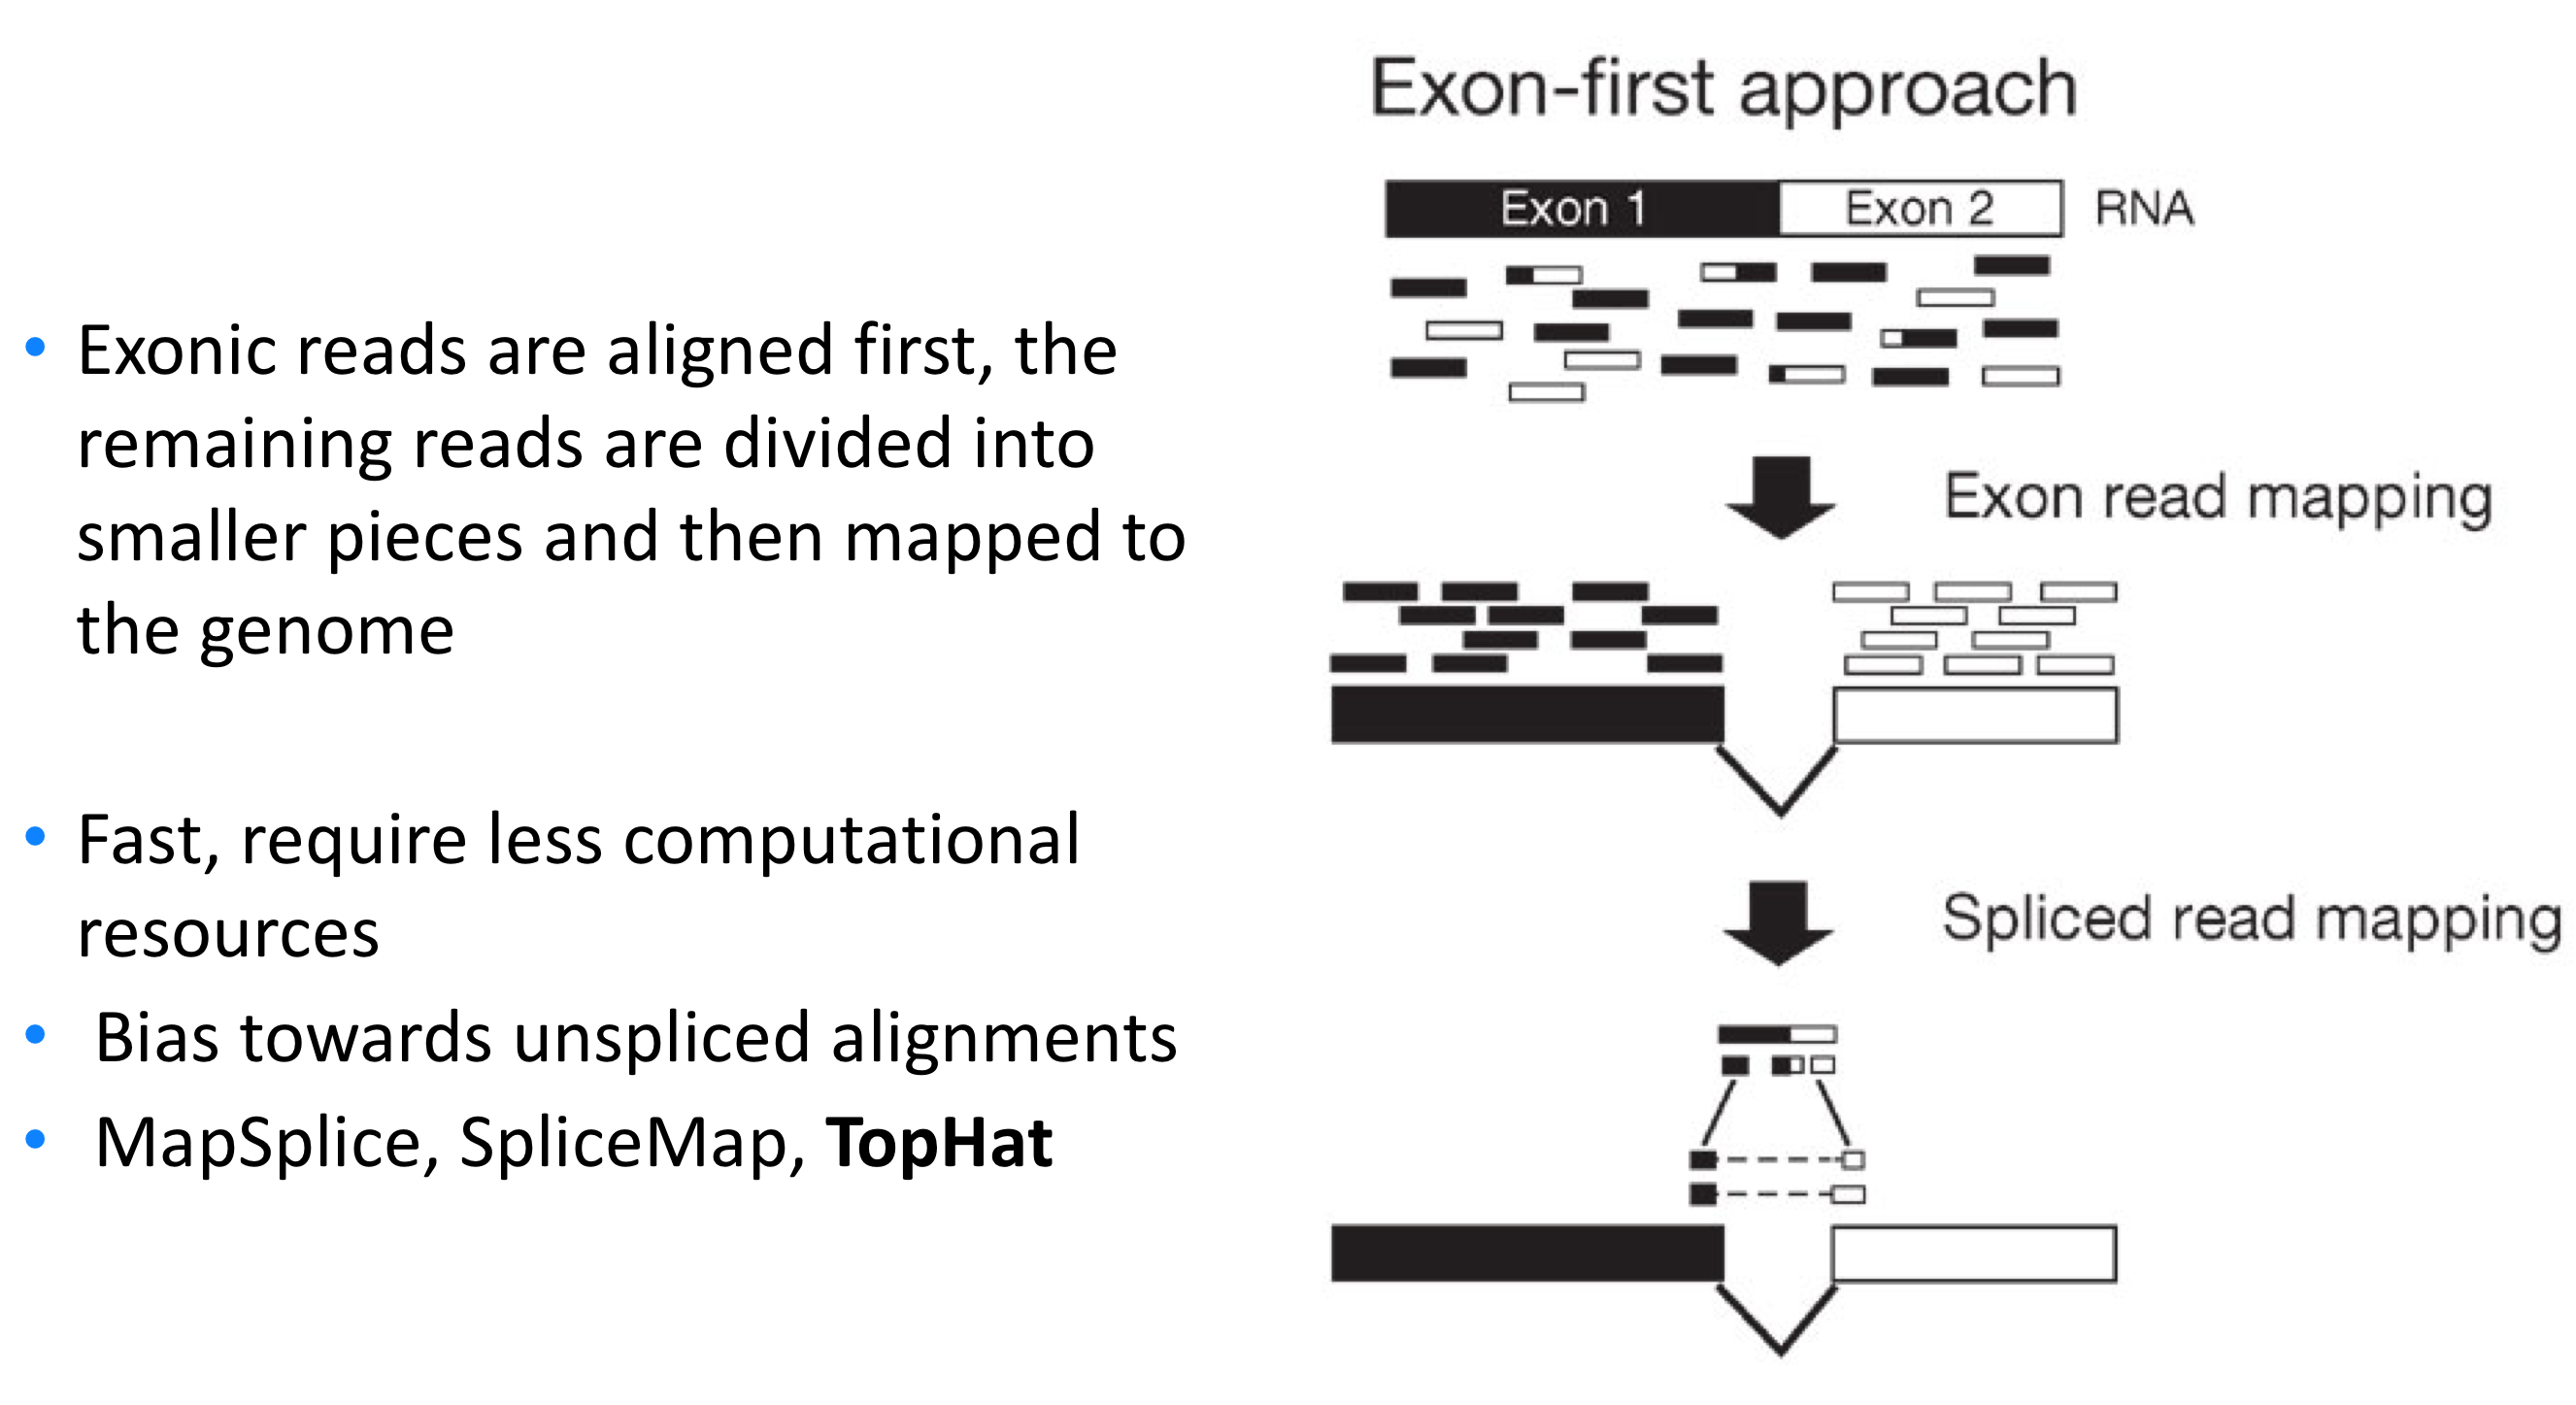 Exon-first approach
Exon 1 Exon 2 RNA
• Exonic reads are aligned first, the
remaining reads are divided into
smaller pieces and then mapped to
the genome
Exon read mapping
• Fast, require less computational
resources
• Bias towards unspliced alignments
• MapSplice, SpliceMap, TopHat
Spliced read mapping